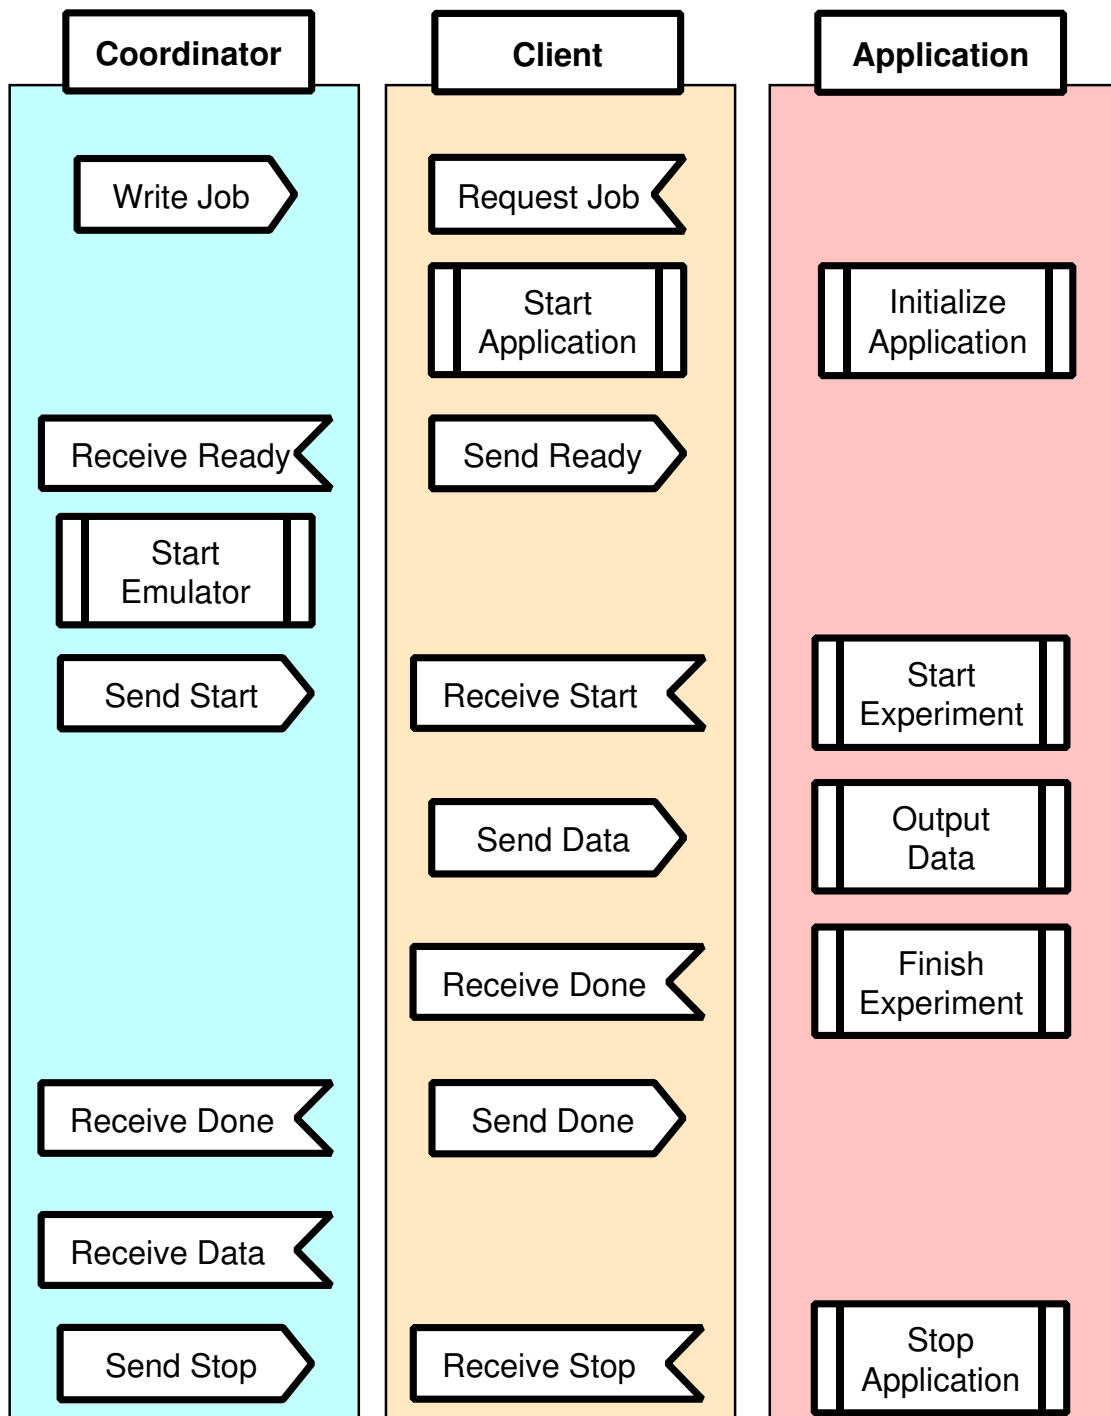 Coordinator
Client
Application
Write Job
Request Job
Start
Application
Initialize
Application
Receive Ready
Send Ready
Start
Emulator
Send Start
Receive Start
Start
Experiment
Send Data
Output
Data
Receive Done
Finish
Experiment
Receive Done
Send Done
Receive Data
Send Stop
Receive Stop
Stop
Application